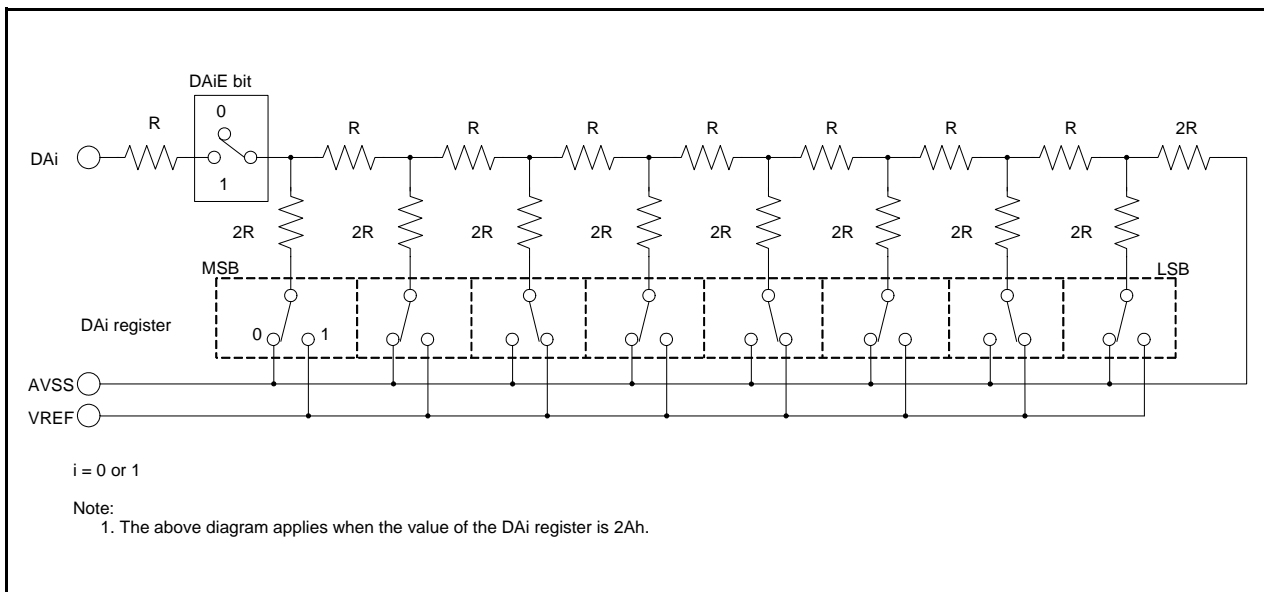 DAiE bit
0
R R R R R R R R 2R
DAi
1
2R 2R 2R 2R 2R 2R 2R 2R
MSB LSB
DAi register
0 1
AVSS
VREF
i = 0 or 1
Note:
1. The above diagram applies when the value of the DAi register is 2Ah.